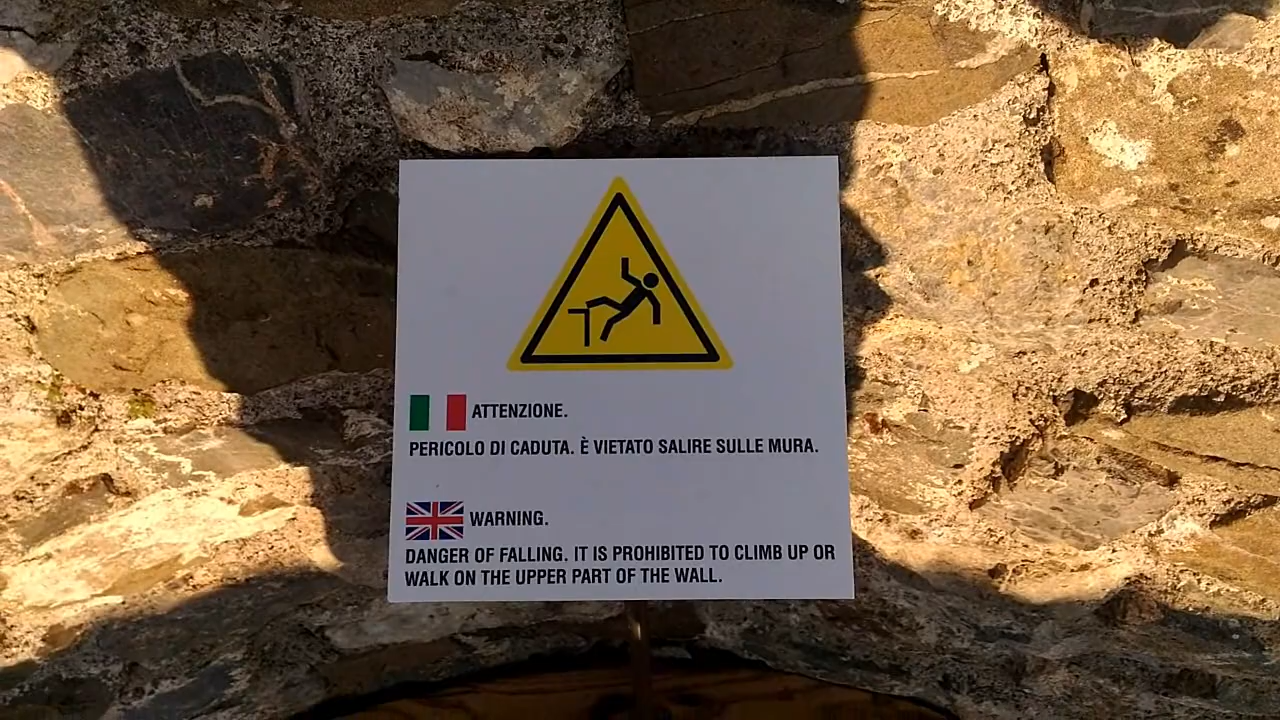 ATTENZIONE.
PERICOLO DI CADUTA. È VIETATO SALIRE SULLE MURA.
WARNING.
DANGER OF FALLING. IT IS PROHIBITED TO CLIMB UP OR
WALK ON THE UPPER PART OF THE WALL.